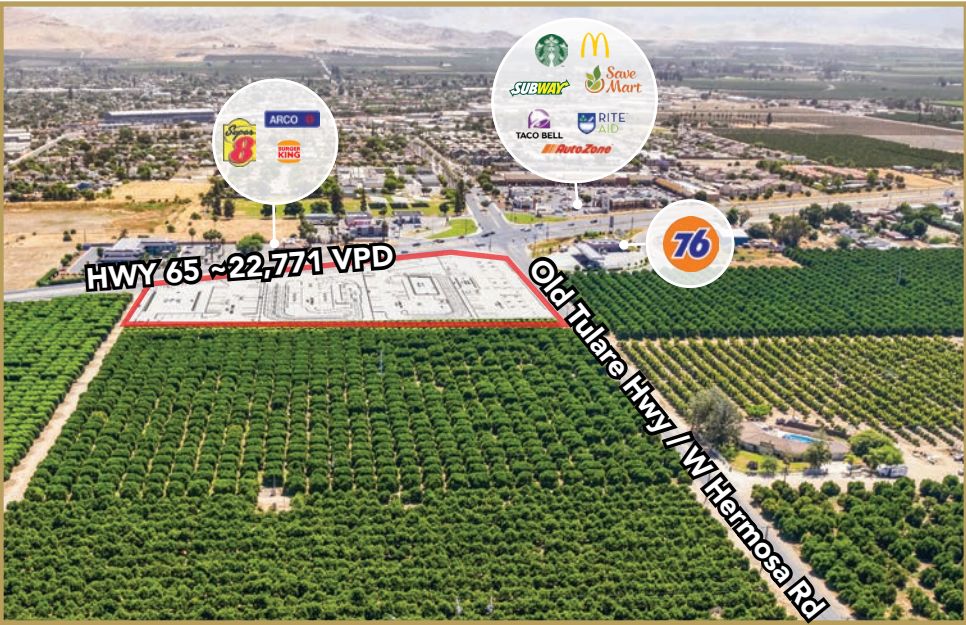 Super
8
ARCO
BURGER
KING
SUBWAY
Save
Mart
TACO BELL
RITE
AID
AutoZone
76
HWY 65 ~22,771 VPD
Old Tulare Hwy // W Hermosa Rd